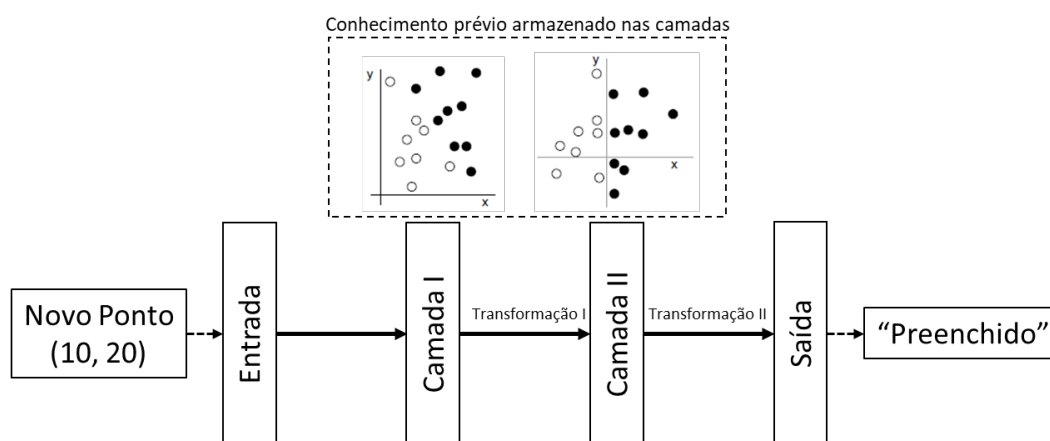 Conhecimento prévio armazenado nas camadas
y
x
y
x
Novo Ponto
(10, 20)
Entrada
Camada I
Transformação I
Camada II
Transformação II
Saída
“Preenchido”